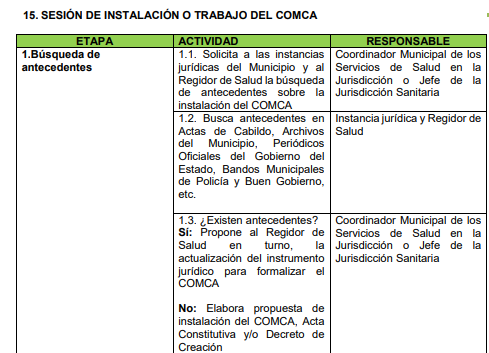 15. SESIÓN DE INSTALACIÓN O TRABAJO DEL COMCA
ETAPA
ACTIVIDAD
RESPONSABLE
1.Búsqueda de
antecedentes
1.1. Solicita a las instancias
jurídicas del Municipio y al
Regidor de Salud la búsqueda
de antecedentes sobre la
instalación del COMCA
Coordinador Municipal de los
Servicios de Salud en la
Jurisdicción o Jefe de la
Jurisdicción Sanitaria
1.2. Busca antecedentes en
Actas de Cabildo, Archivos
del Municipio, Periódicos
Oficiales del Gobierno del
Estado, Bandos Municipales
de Policía y Buen Gobierno,
etc.
Instancia jurídica y Regidor de
Salud
1.3. ¿Existen antecedentes?
Sí: Propone al Regidor de
Salud en turno, la
actualización del instrumento
jurídico para formalizar el
COMCA
No: Elabora propuesta de
instalación del COMCA, Acta
Constitutiva y/o Decreto de
Creación
Coordinador Municipal de los
Servicios de Salud en la
Jurisdicción o Jefe de la
Jurisdicción Sanitaria